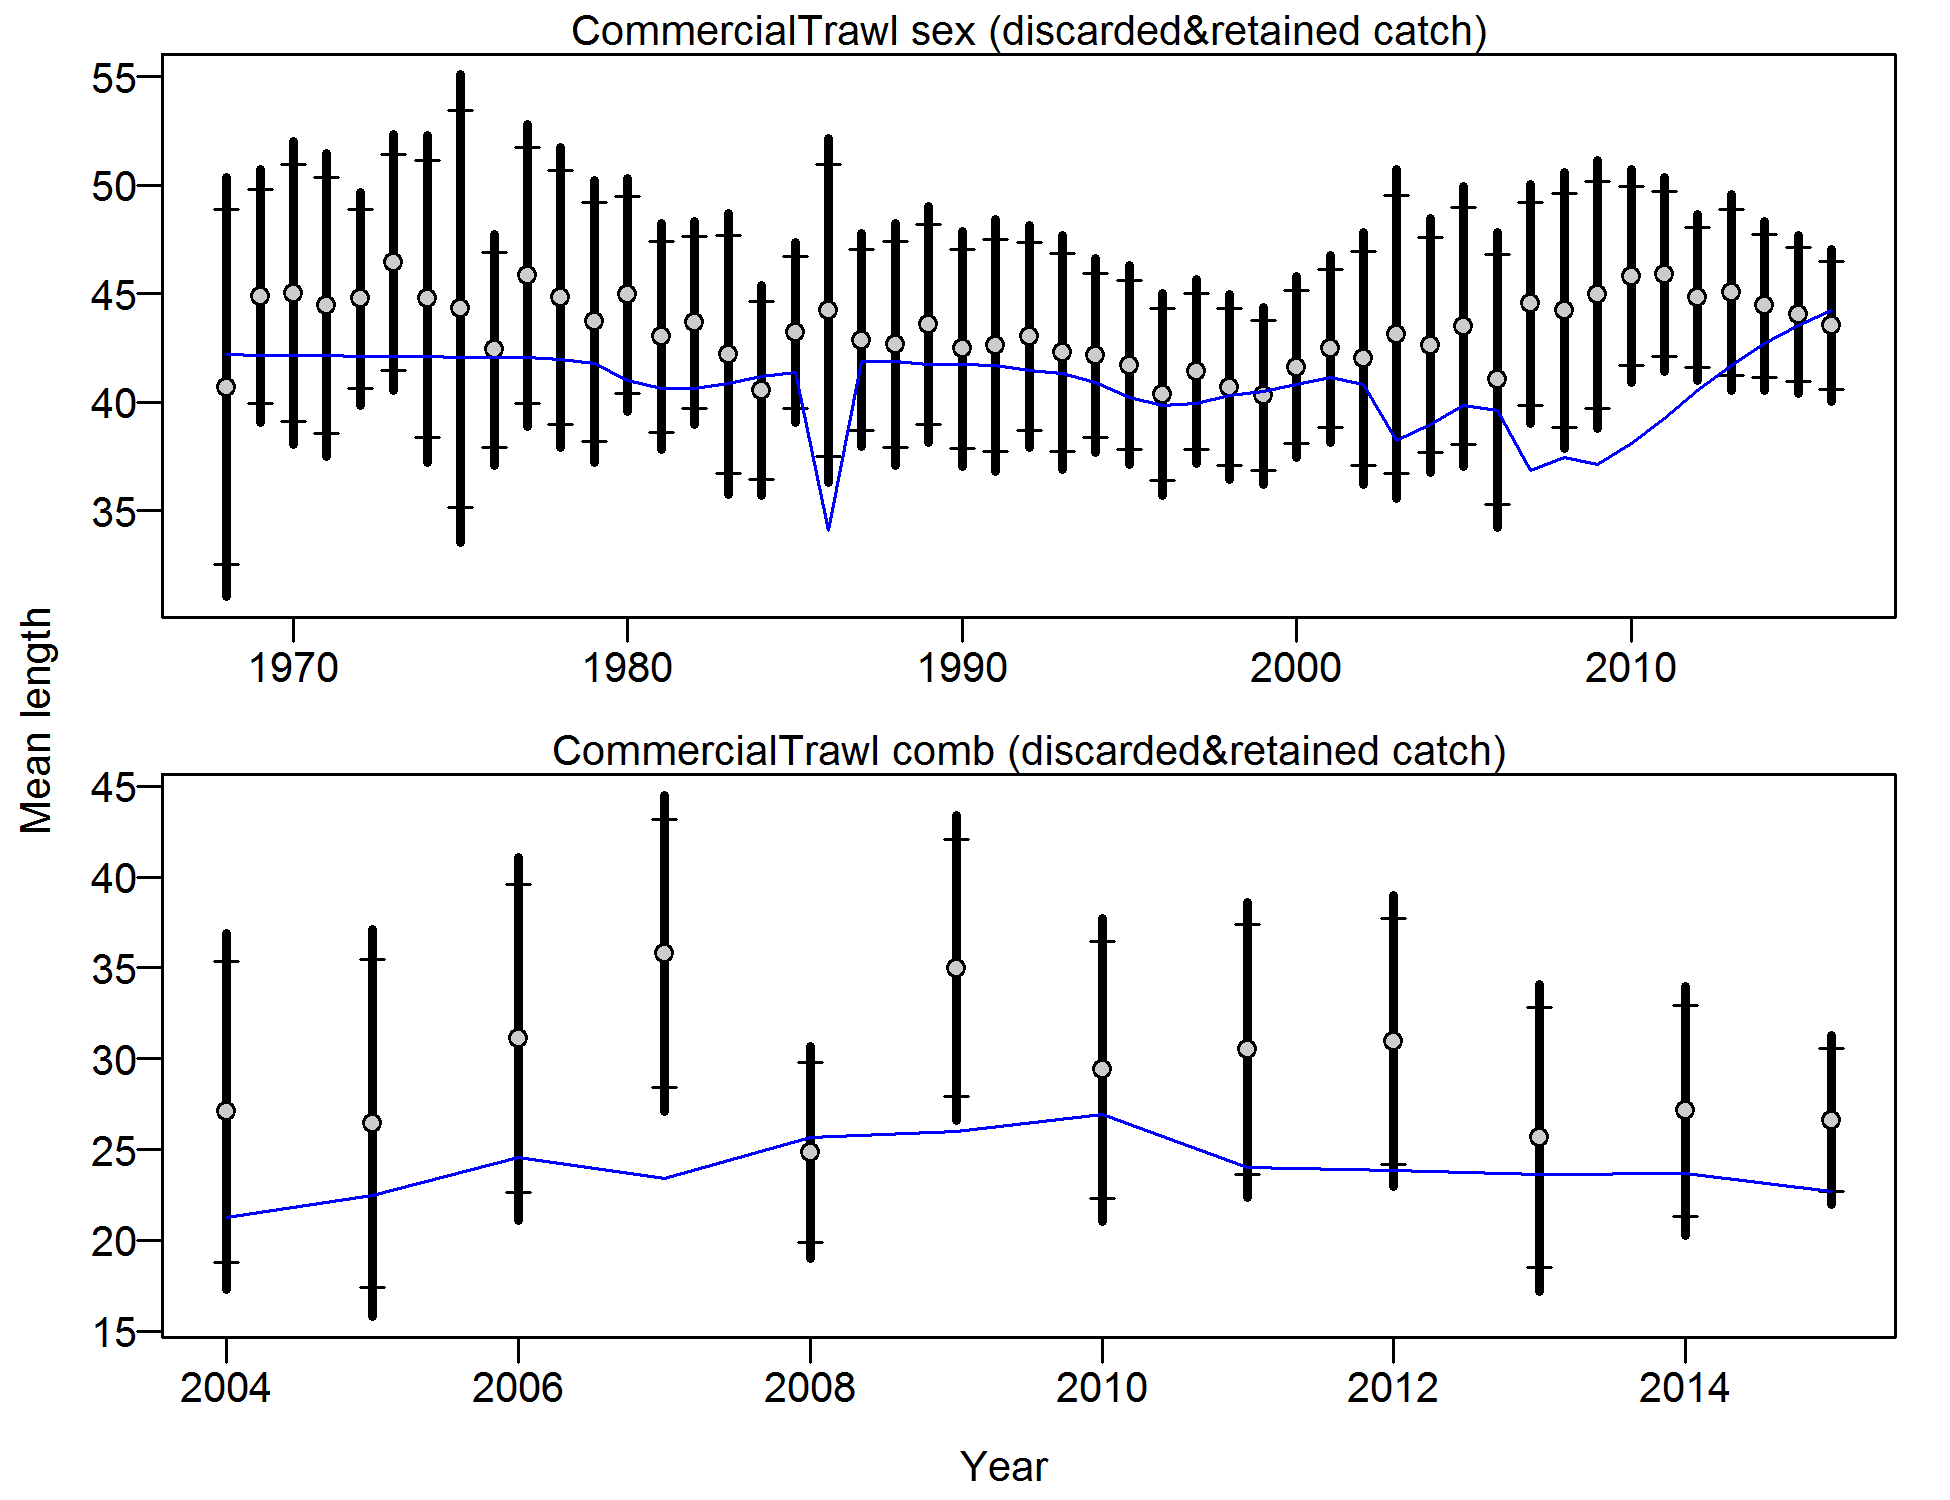 CommercialTrawl sex (discarded&retained catch)
55
50
45
40
35
1970 1980 1990 2000 2010
Mean length
CommercialTrawl comb (discarded&retained catch)
45
40
35
30
25
20
15
2004 2006 2008 2010 2012 2014
Year